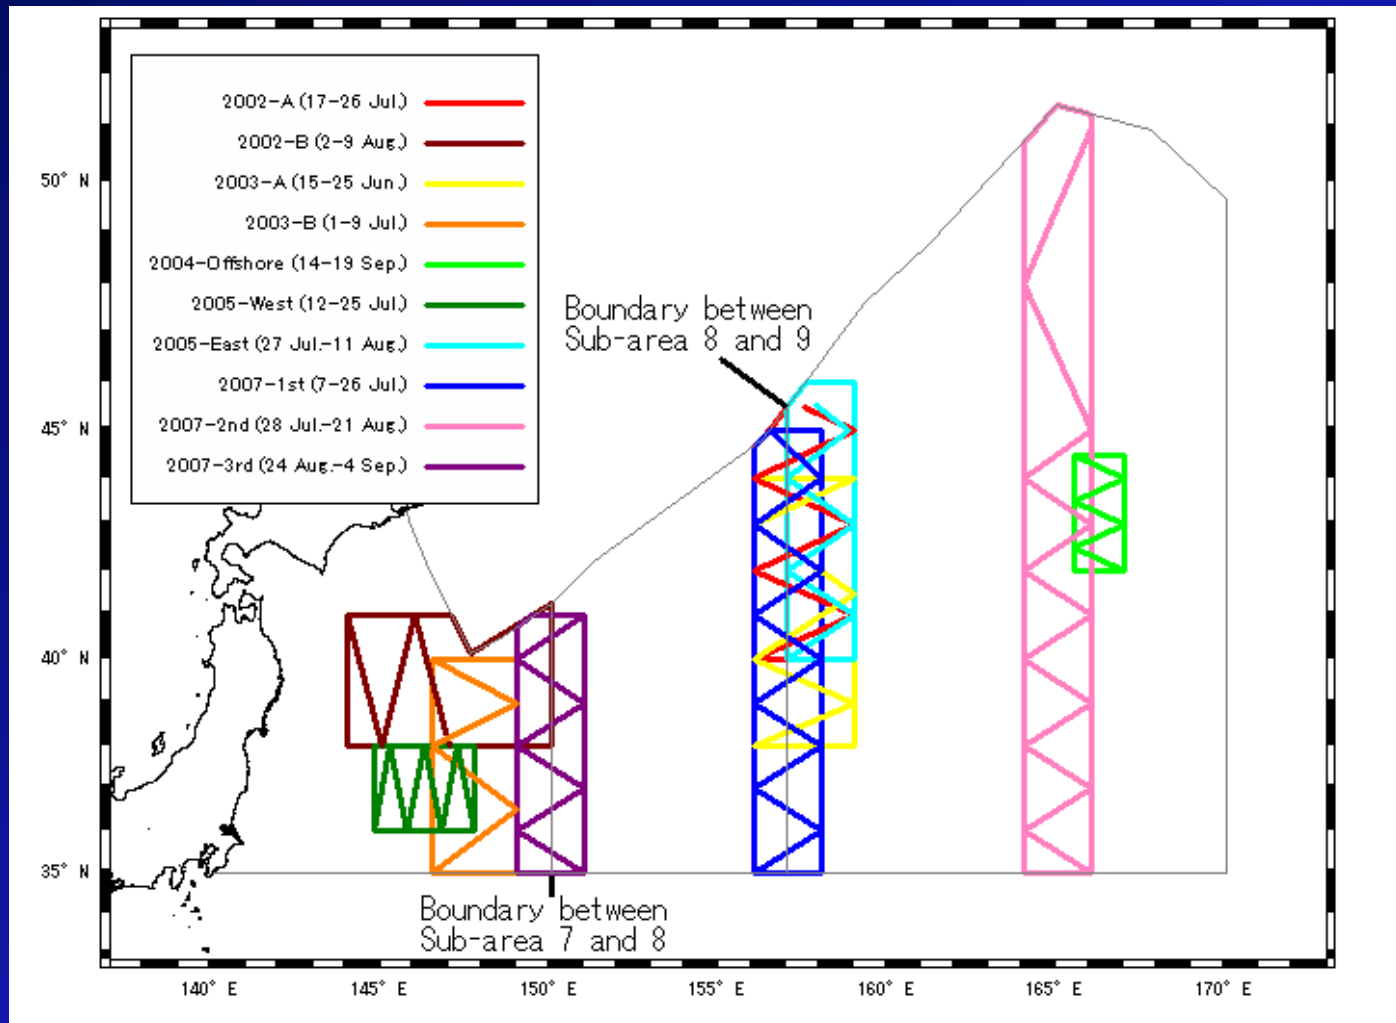 2002-A (17-26 Jul.)
2002-B (2-9 Aug.)
2003-A (15-25 Jun.)
2003-B (1-9 Jul.)
2004-Offshore (14-19 Sep.)
2005-West (12-25 Jul.)
2005-East (27 Jul.-11 Aug.)
2007-1st (7-26 Jul.)
2007-2nd (28 Jul.-21 Aug.)
2007-3rd (24 Aug.-4 Sep.)
50° N
45° N
40° N
35° N
Boundary between
Sub-area 8 and 9
Boundary between
Sub-area 7 and 8
140° E
145° E
150° E
155° E
160° E
165° E
170° E